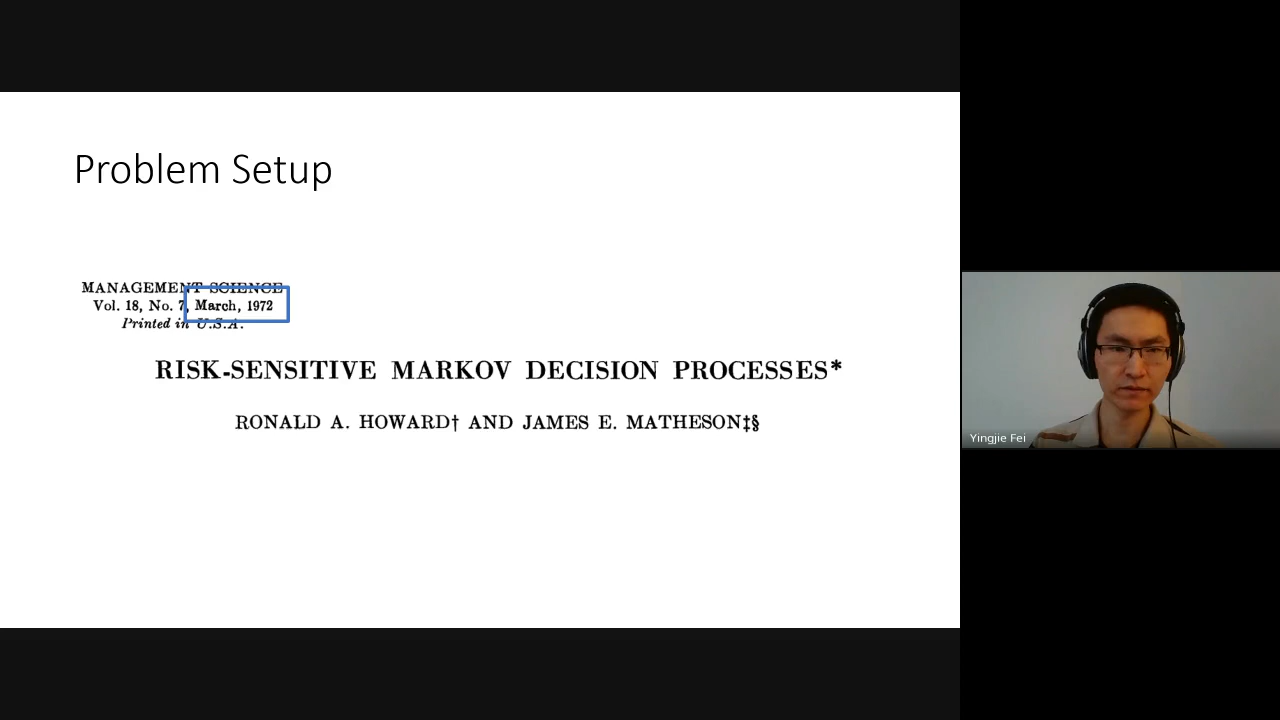 Problem Setup
MANAGEMENT SCIENCE
Vol. 18, No. 7, March, 1972
Printed in U.S.A.
RISK-SENSITIVE MARKOV DECISION PROCESSES*
RONALD A. HOWARD† AND JAMES E. MATHESON‡§
Yingjie Fei